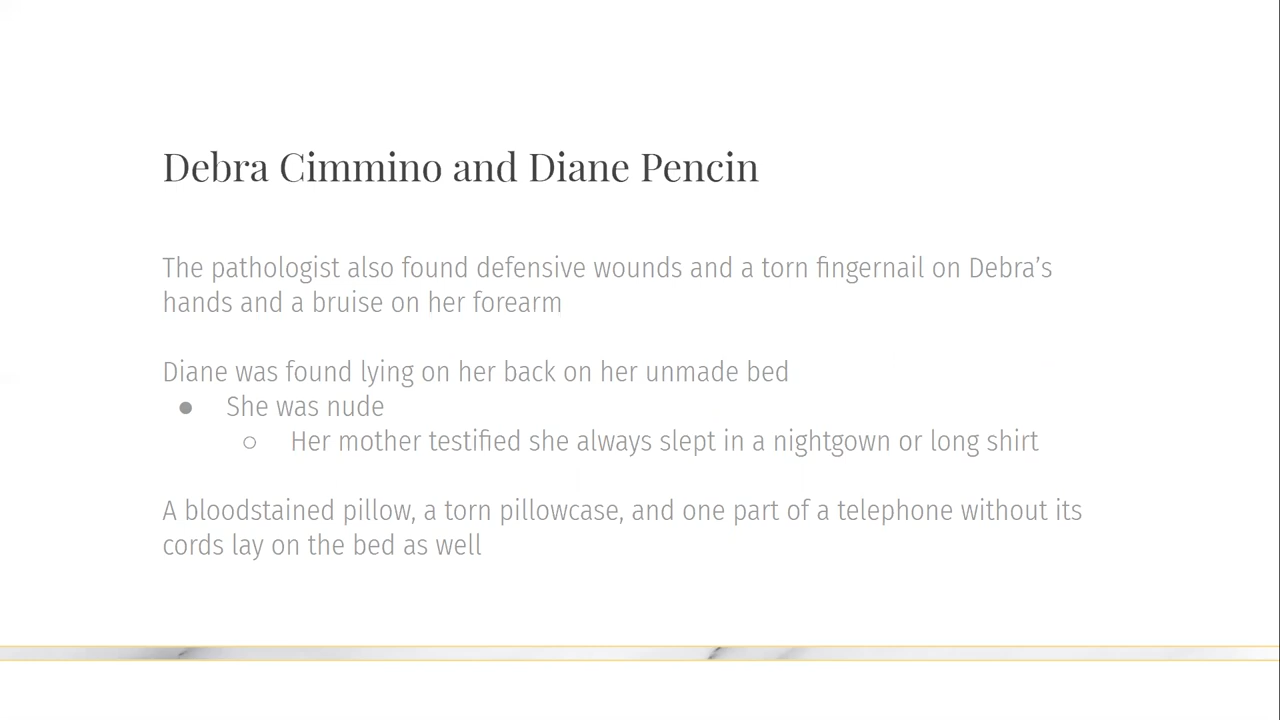 Debra Cimmino and Diane Pencin
The pathologist also found defensive wounds and a torn fingernail on Debra’s
hands and a bruise on her forearm
Diane was found lying on her back on her unmade bed
● She was nude
○ Her mother testified she always slept in a nightgown or long shirt
A bloodstained pillow, a torn pillowcase, and one part of a telephone without its
cords lay on the bed as well